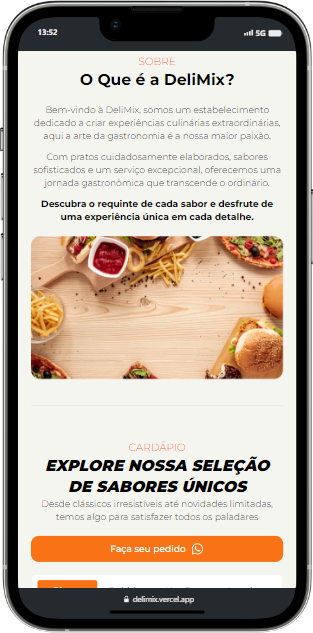 13:52
5G
SOBRE
O Que é a DeliMix?
Bem-vindo à DeliMix, somos um estabelecimento
dedicado a criar experiências culinárias extraordinárias,
aqui a arte da gastronomia é a nossa maior paixão.
Com pratos cuidadosamente elaborados, sabores
sofisticados e um serviço excepcional, oferecemos uma
jornada gastronômica que transcende o ordinário.
Descubra o requinte de cada sabor e desfrute de
uma experiência única em cada detalhe.
CARDÁPIO
EXPLORE NOSSA SELEÇÃO
DE SABORES ÚNICOS
Desde clássicos irresistíveis até novidades limitadas,
temos algo para satisfazer todos os paladares
Faça seu pedido
delimix.vercel.app